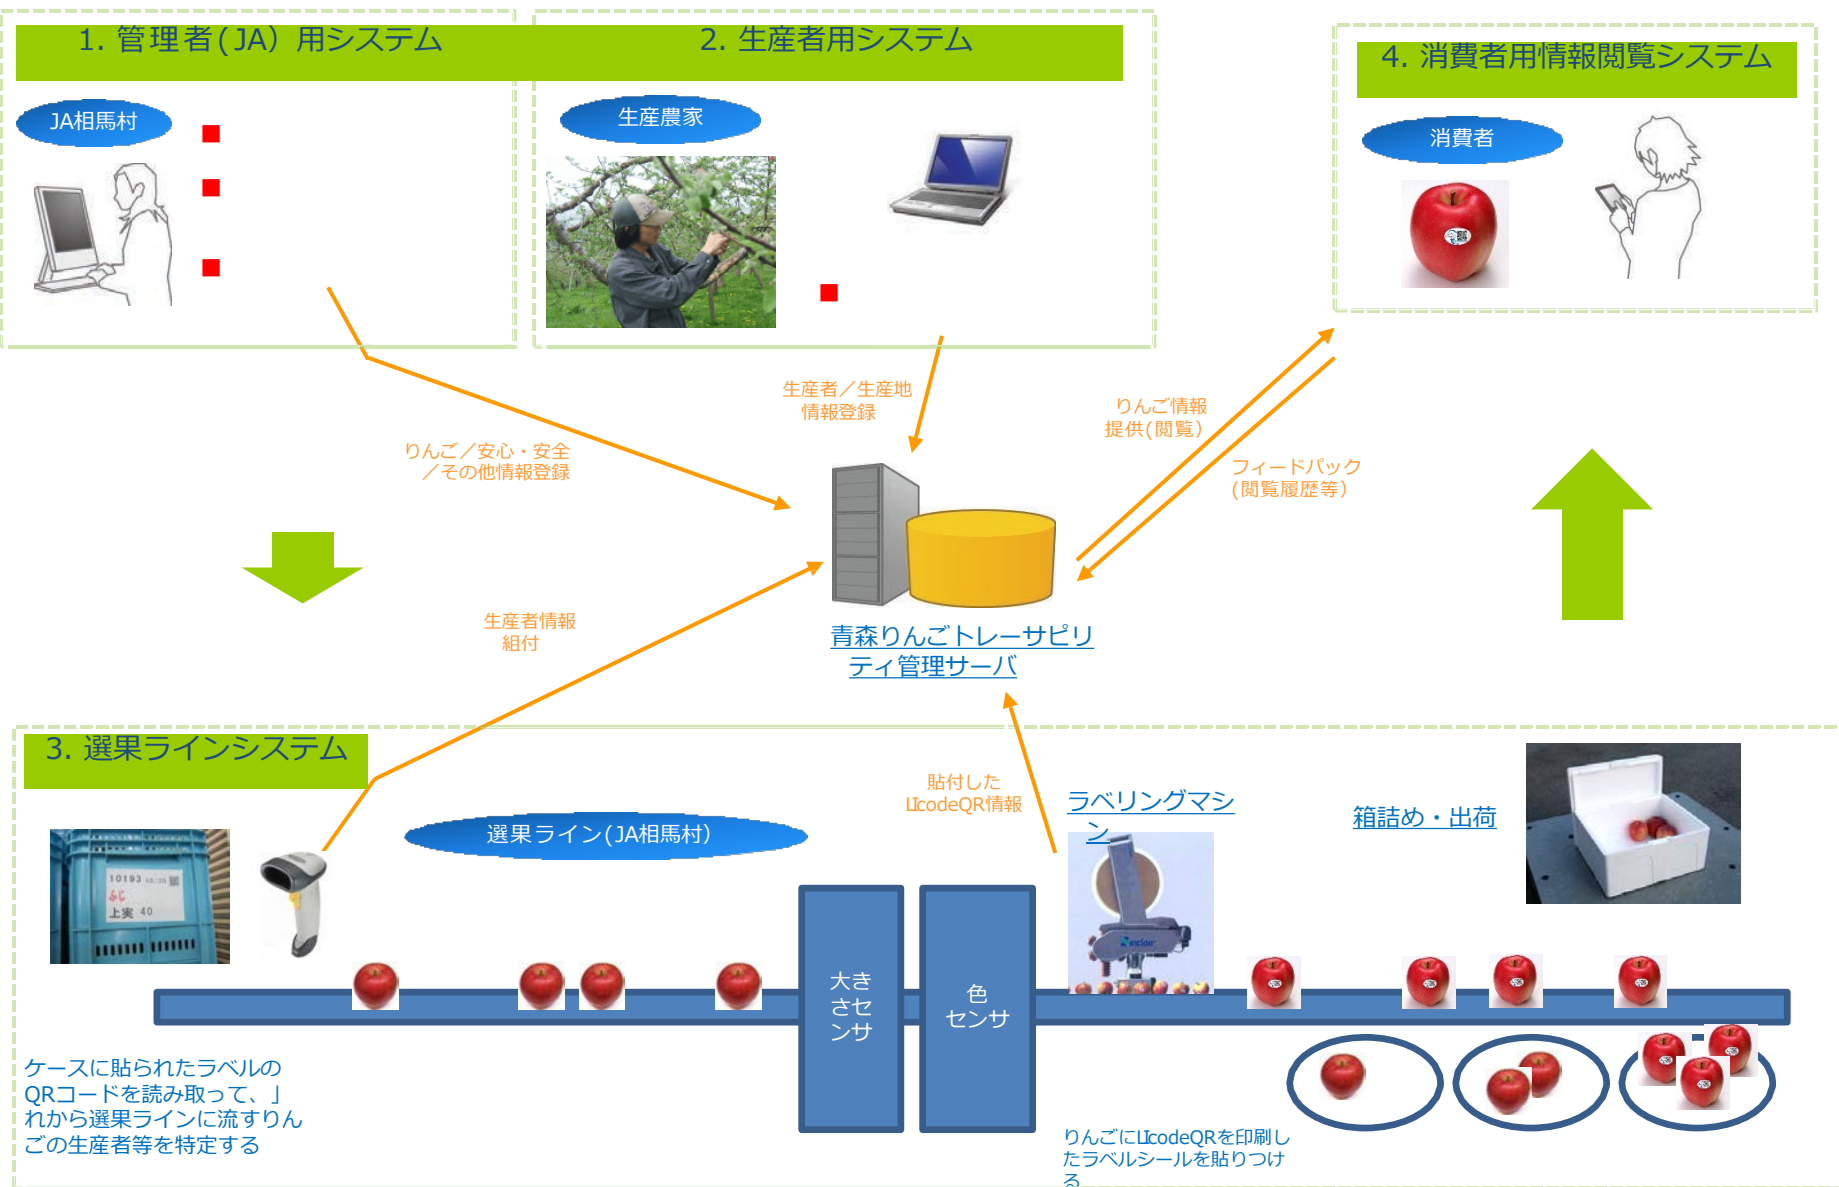 1. 管理者(JA）用システム
2. 生産者用システム
4. 消費者用情報閲覧システム
JA相馬村
生産農家
消費者
生産者／生産地
情報登録
りんご情報
提供(閲覧）
りんご／安心・安全
／その他情報登録
フィードパック
(閲覧履歴等）
生産者情報
組付
青森りんごトレーサピリ
ティ管理サーバ
3. 選果ラインシステム
貼付した
UcodeQR情報
ラベリングマシ
ン
箱詰め・出荷
選果ライン(JA相馬村）
10193
ふじ
上実 40
Sinclair
大き
さセ
ンサ
色
センサ
ケースに貼られたラベルの
QRコードを読み取って、」
れから選果ラインに流すりん
ごの生産者等を特定する
りんごにUcodeQRを印刷し
たラベルシールを貼りつけ
る